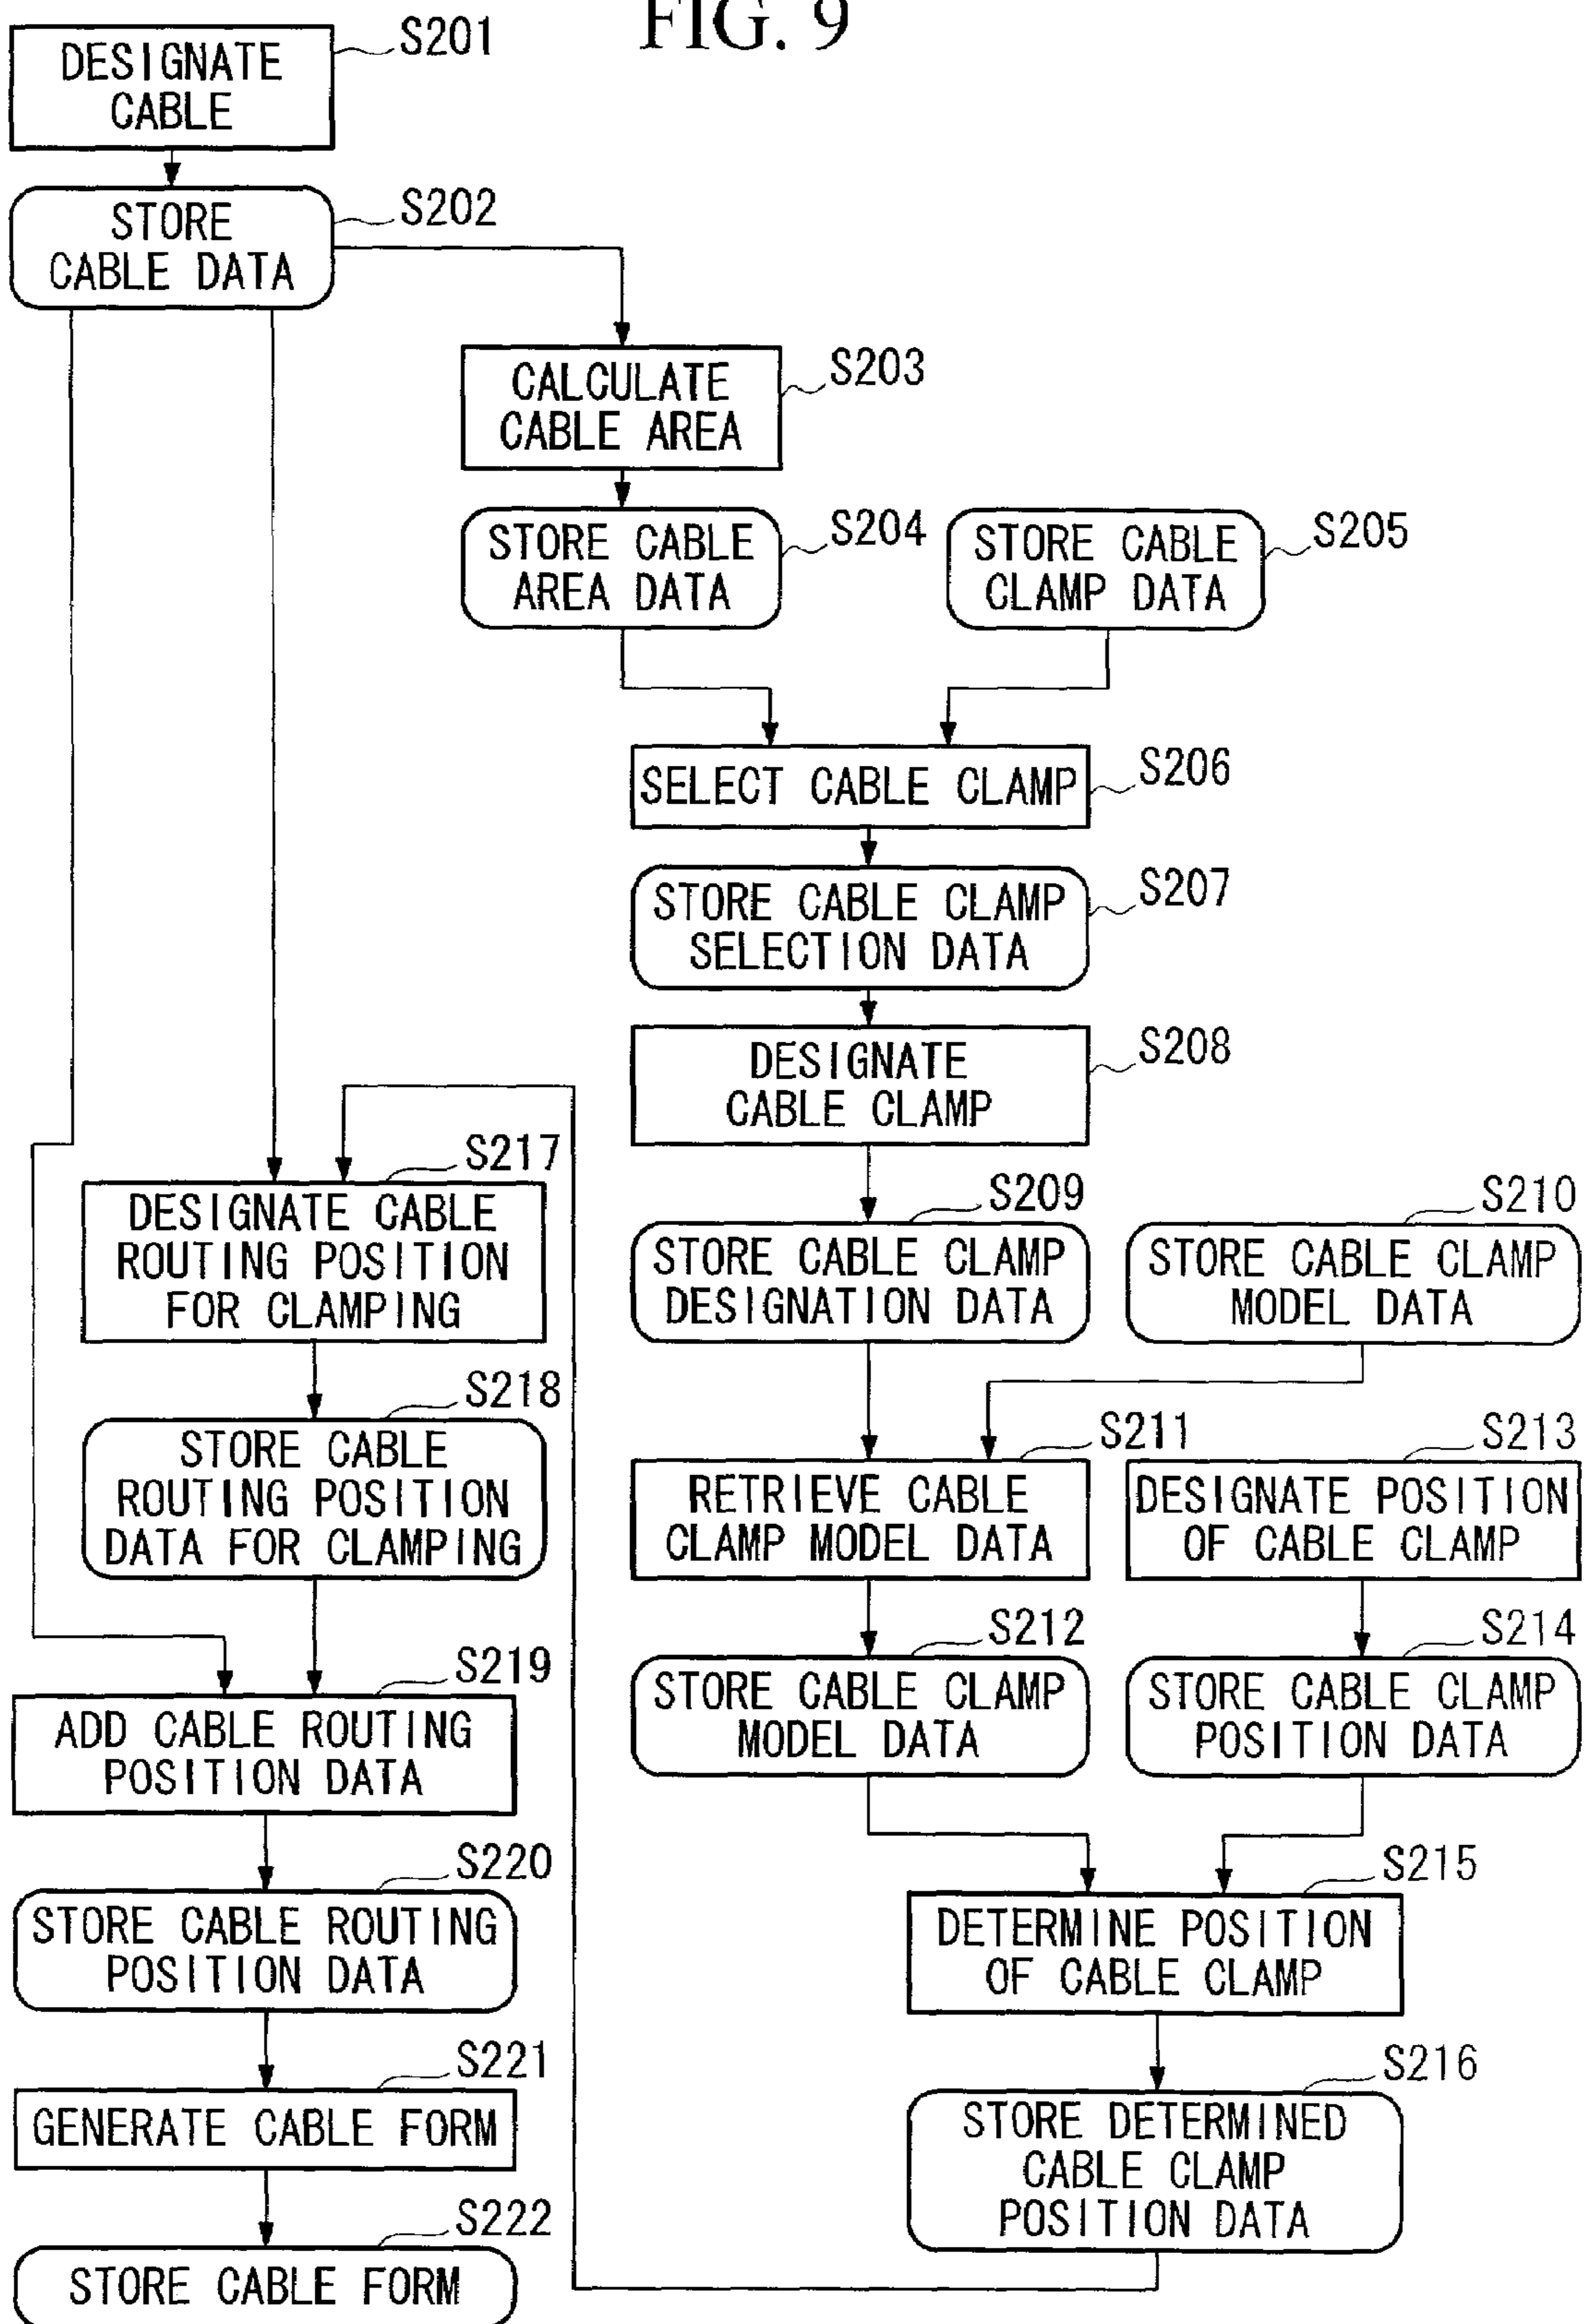 FIG. 9
DESIGNATE
CABLE
S201
STORE
CABLE DATA
S202
CALCULATE
CABLE AREA
S203
STORE CABLE
AREA DATA
S204
STORE CABLE
CLAMP DATA
S205
SELECT CABLE CLAMP
S206
STORE CABLE CLAMP
SELECTION DATA
S207
DESIGNATE
CABLE CLAMP
S208
S209
STORE CABLE CLAMP
DESIGNATION DATA
S210
STORE CABLE CLAMP
MODEL DATA
S211
RETRIEVE CABLE
CLAMP MODEL DATA
S212
STORE CABLE CLAMP
MODEL DATA
S213
DESIGNATE POSITION
OF CABLE CLAMP
S214
STORE CABLE CLAMP
POSITION DATA
S215
DETERMINE POSITION
OF CABLE CLAMP
S216
STORE DETERMINED
CABLE CLAMP
POSITION DATA
S217
DESIGNATE CABLE
ROUTING POSITION
FOR CLAMPING
S218
STORE CABLE
ROUTING POSITION
DATA FOR CLAMPING
S219
ADD CABLE ROUTING
POSITION DATA
S220
STORE CABLE ROUTING
POSITION DATA
S221
GENERATE CABLE FORM
S222
STORE CABLE FORM